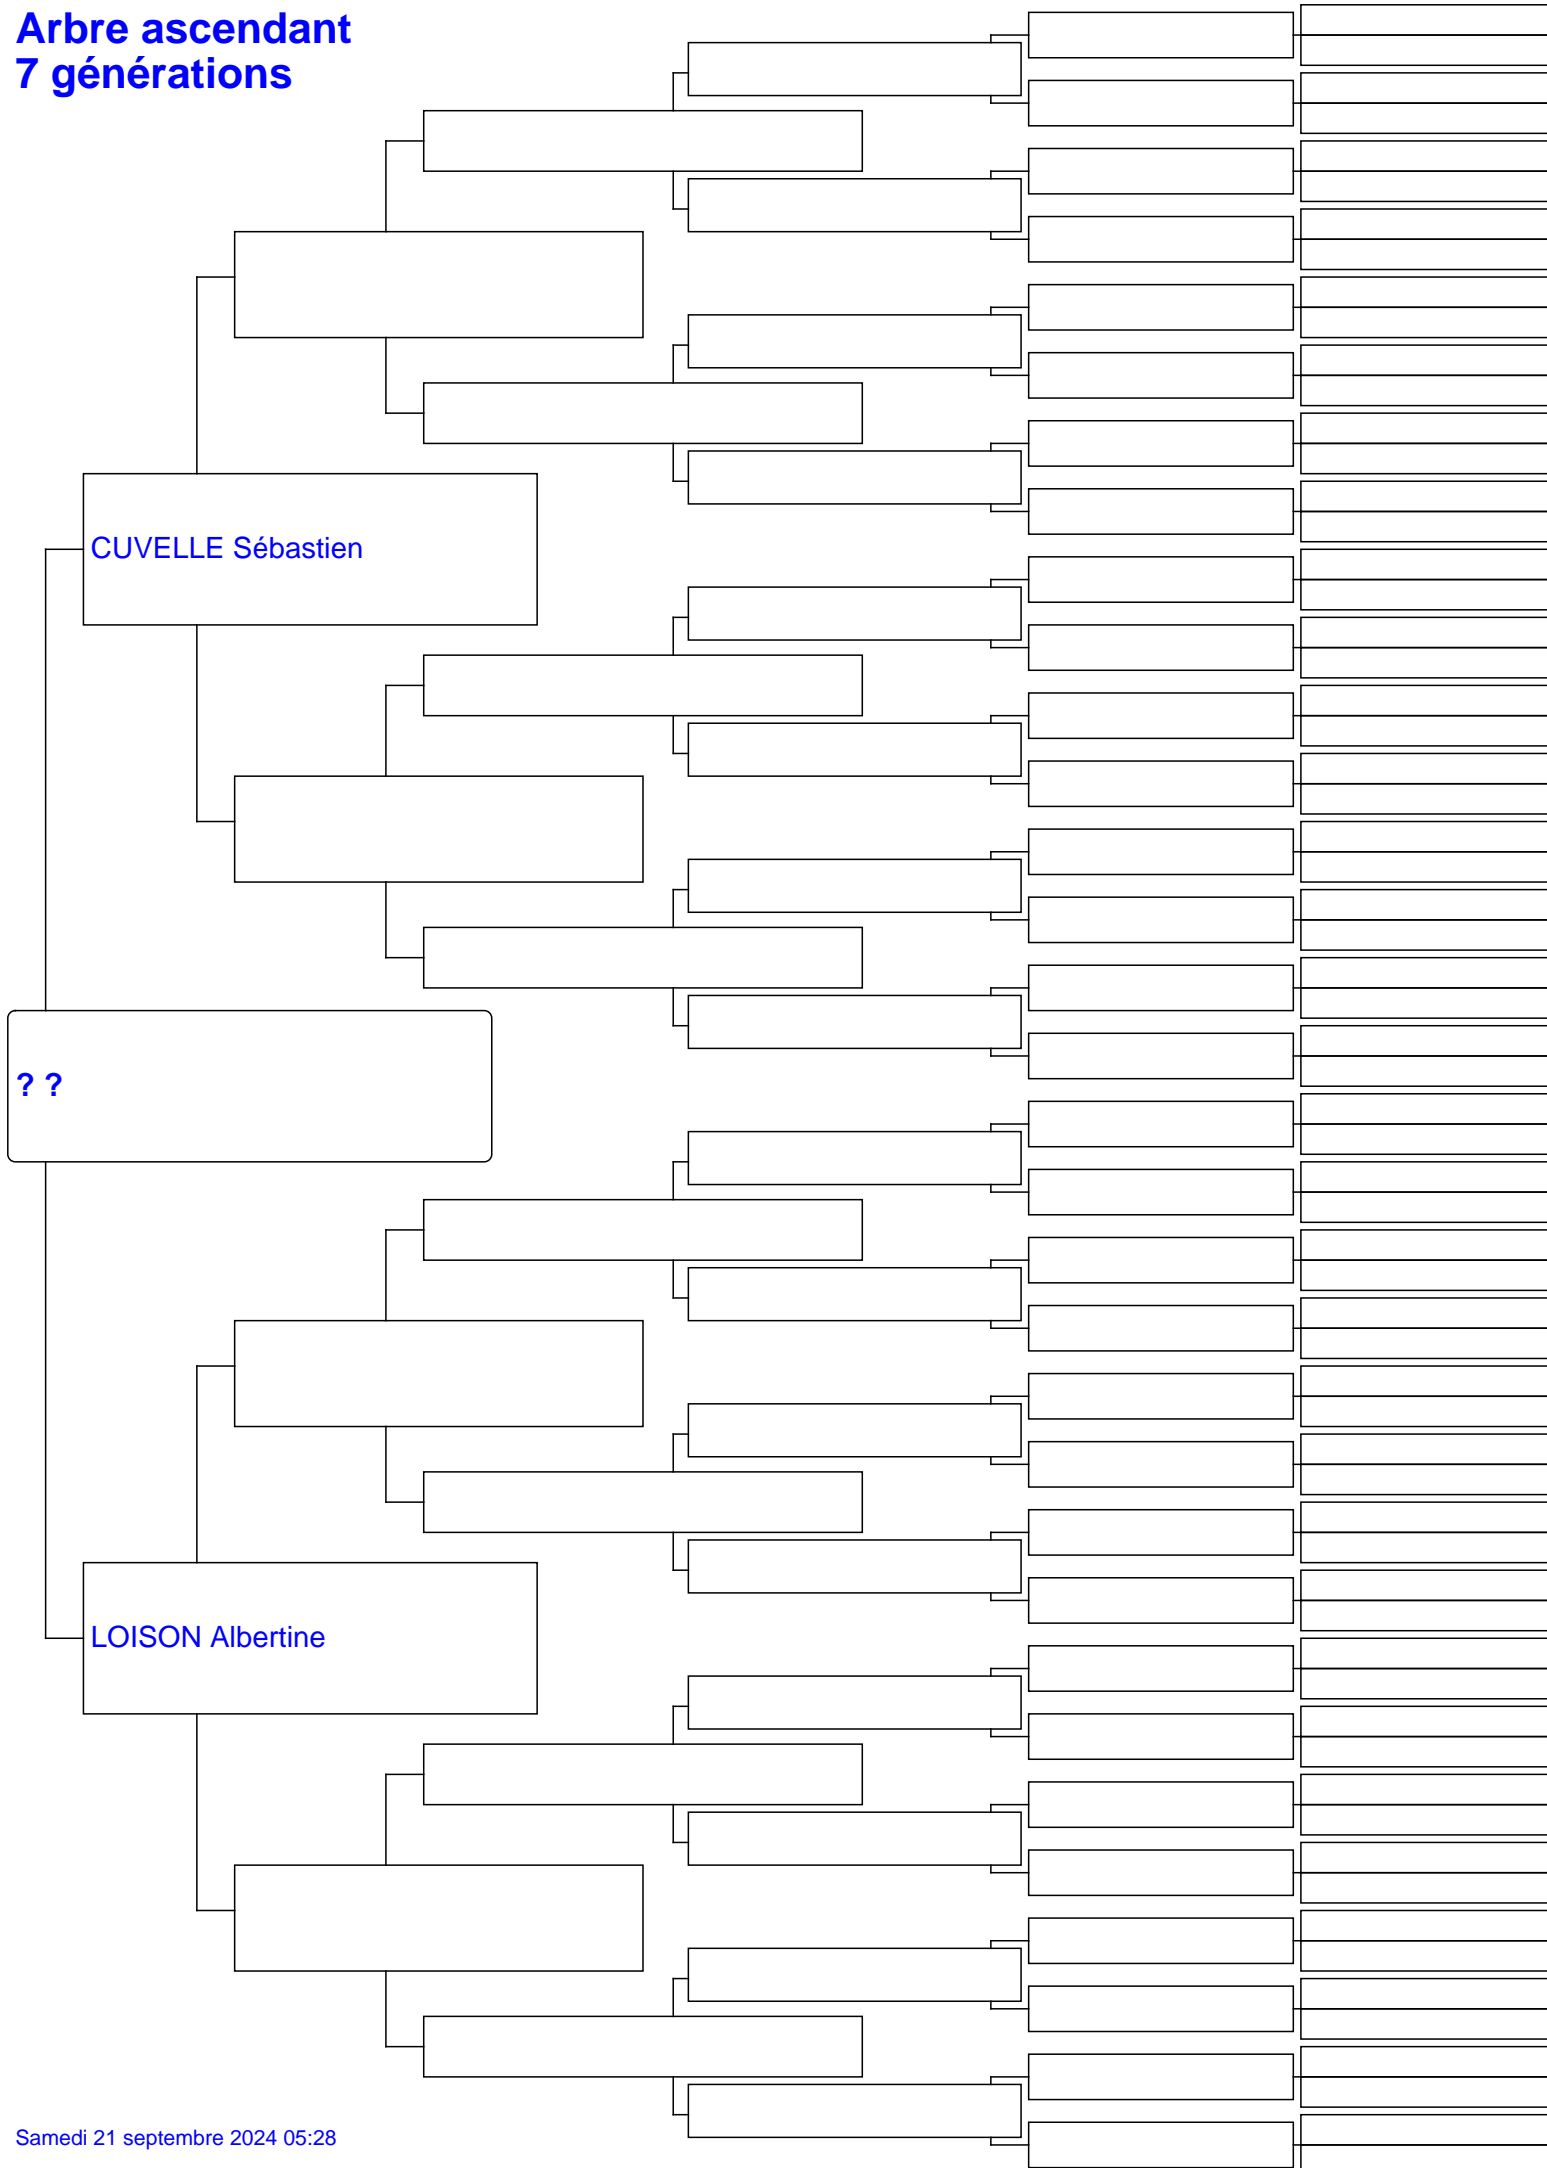 Arbre ascendant
7 générations
CUVELLE Sébastien
? ?
LOISON Albertine
Samedi 21 septembre 2024 05:28